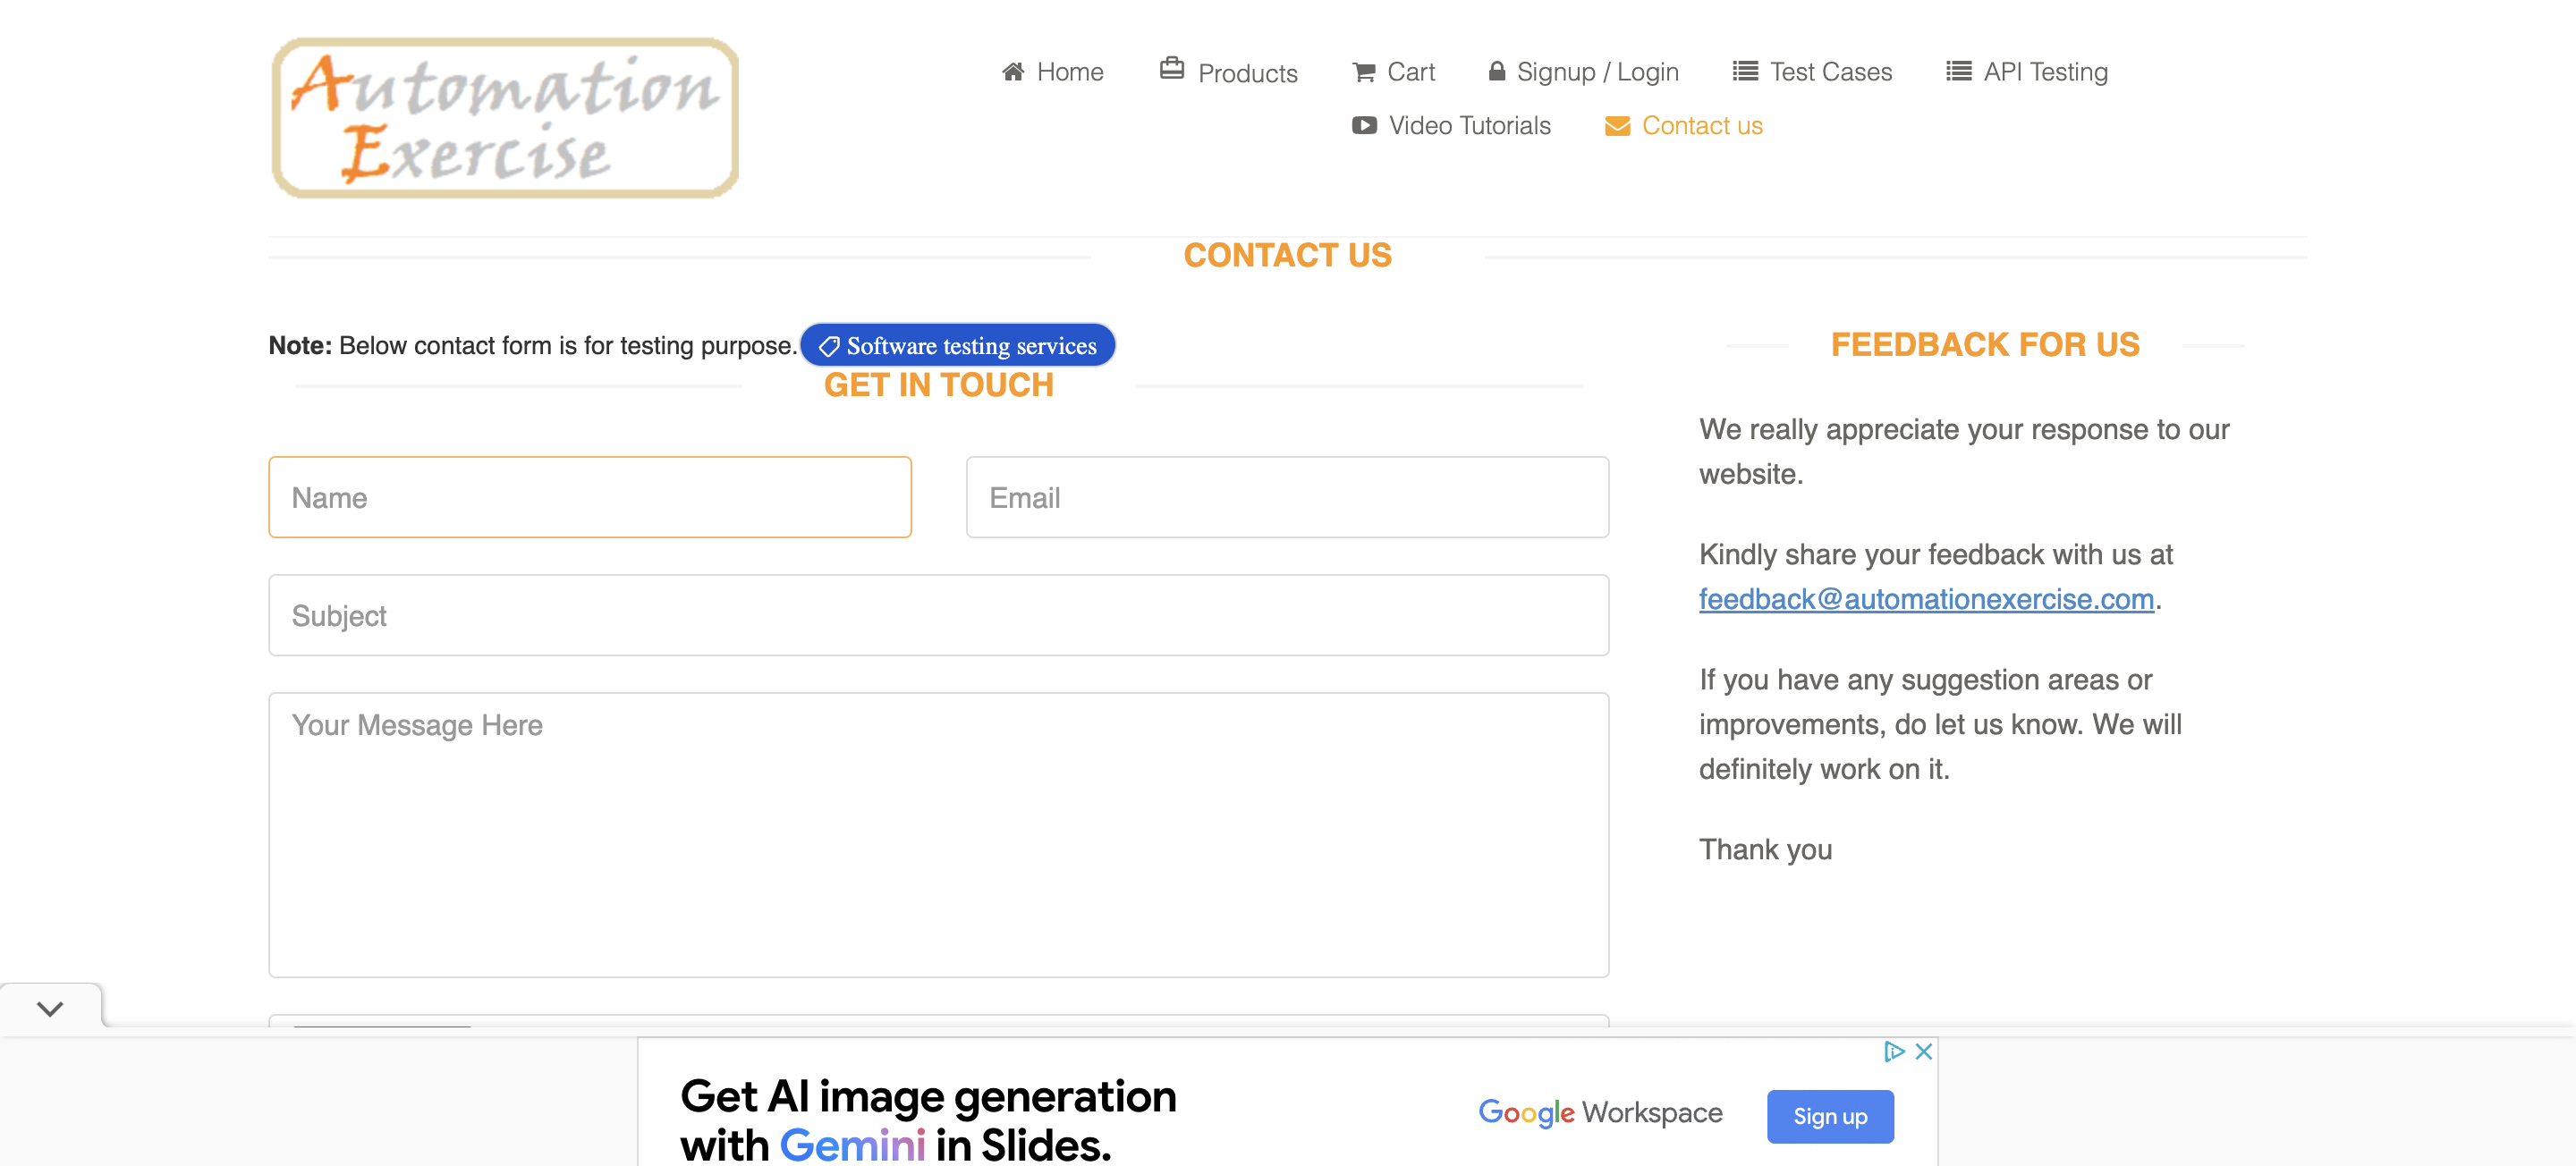 Automation
Exercise
Home
Products
Cart
Signup / Login
Test Cases
API Testing
Video Tutorials
Contact us
CONTACT US
Note: Below contact form is for testing purpose.
Software testing services
GET IN TOUCH
Name
Email
Subject
Your Message Here
FEEDBACK FOR US
We really appreciate your response to our
website.
Kindly share your feedback with us at
feedback@automationexercise.com.
If you have any suggestion areas or
improvements, do let us know. We will
definitely work on it.
Thank you
Get AI image generation
with Gemini in Slides.
Google Workspace
Sign up